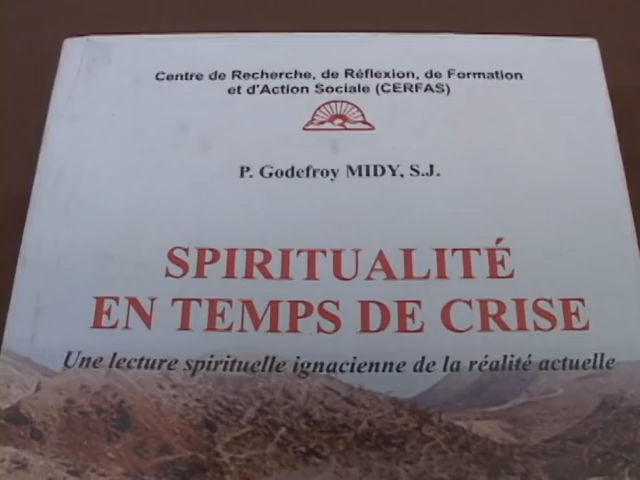 Centre de Recherche, de Réflexion, de Formation
et d'Action Sociale (CERFAS)
P. Godefroy MIDY, S.J.
SPIRITUALITÉ
EN TEMPS DE CRISE
Une lecture spirituelle ignacienne de la réalité actuelle